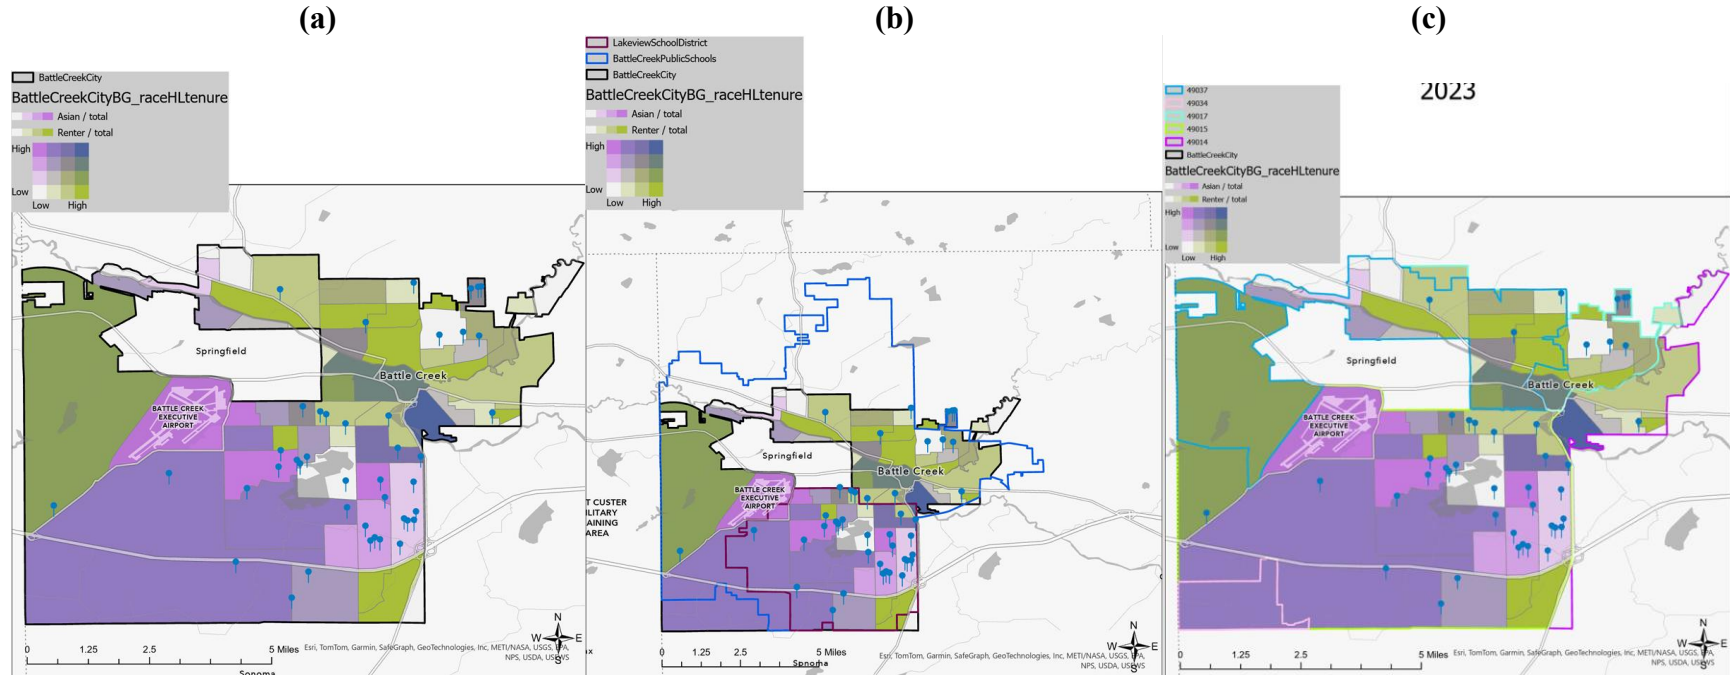 (a)
BattleCreekCity
BattleCreekCityBG_raceHLtenure
Asian / total
Renter / total
High
Low
Low High
Springfield
Battle Creek
BATTLE CREEK
EXECUTIVE
AIRPORT
N
W E
S
0 1.25 2.5 5 Miles
Esri, TomTom, Garmin, SafeGraph, GeoTechnologies, Inc, METI/NASA, USGS, EPA,
NPS, USDA, USFWS
Sonoma
(b)
LakeviewSchoolDistrict
BattleCreekPublicSchools
BattleCreekCity
BattleCreekCityBG_raceHLtenure
Asian / total
Renter / total
High
Low
Low High
Springfield
Battle Creek
BATTLE CREEK
EXECUTIVE
AIRPORT
T CUSTER
ILITARY
AINING
AREA
N
W E
S
0 1.25 2.5 5 Miles
Esri, TomTom, Garmin, SafeGraph, GeoTechnologies, Inc, METI/NASA, USGS, EPA,
NPS, USDA, USFWS
Sonoma
(c)
2023
49037
49034
49017
49015
49014
BattleCreekCity
BattleCreekCityBG_raceHLtenure
Asian / total
Renter / total
High
Low
Low High
Springfield
Battle Creek
BATTLE CREEK
EXECUTIVE
AIRPORT
N
W E
S
0 1.25 2.5 5 Miles
Esri, TomTom, Garmin, SafeGraph, GeoTechnologies, Inc, METI/NASA, USGS, EPA,
NPS, USDA, USFWS